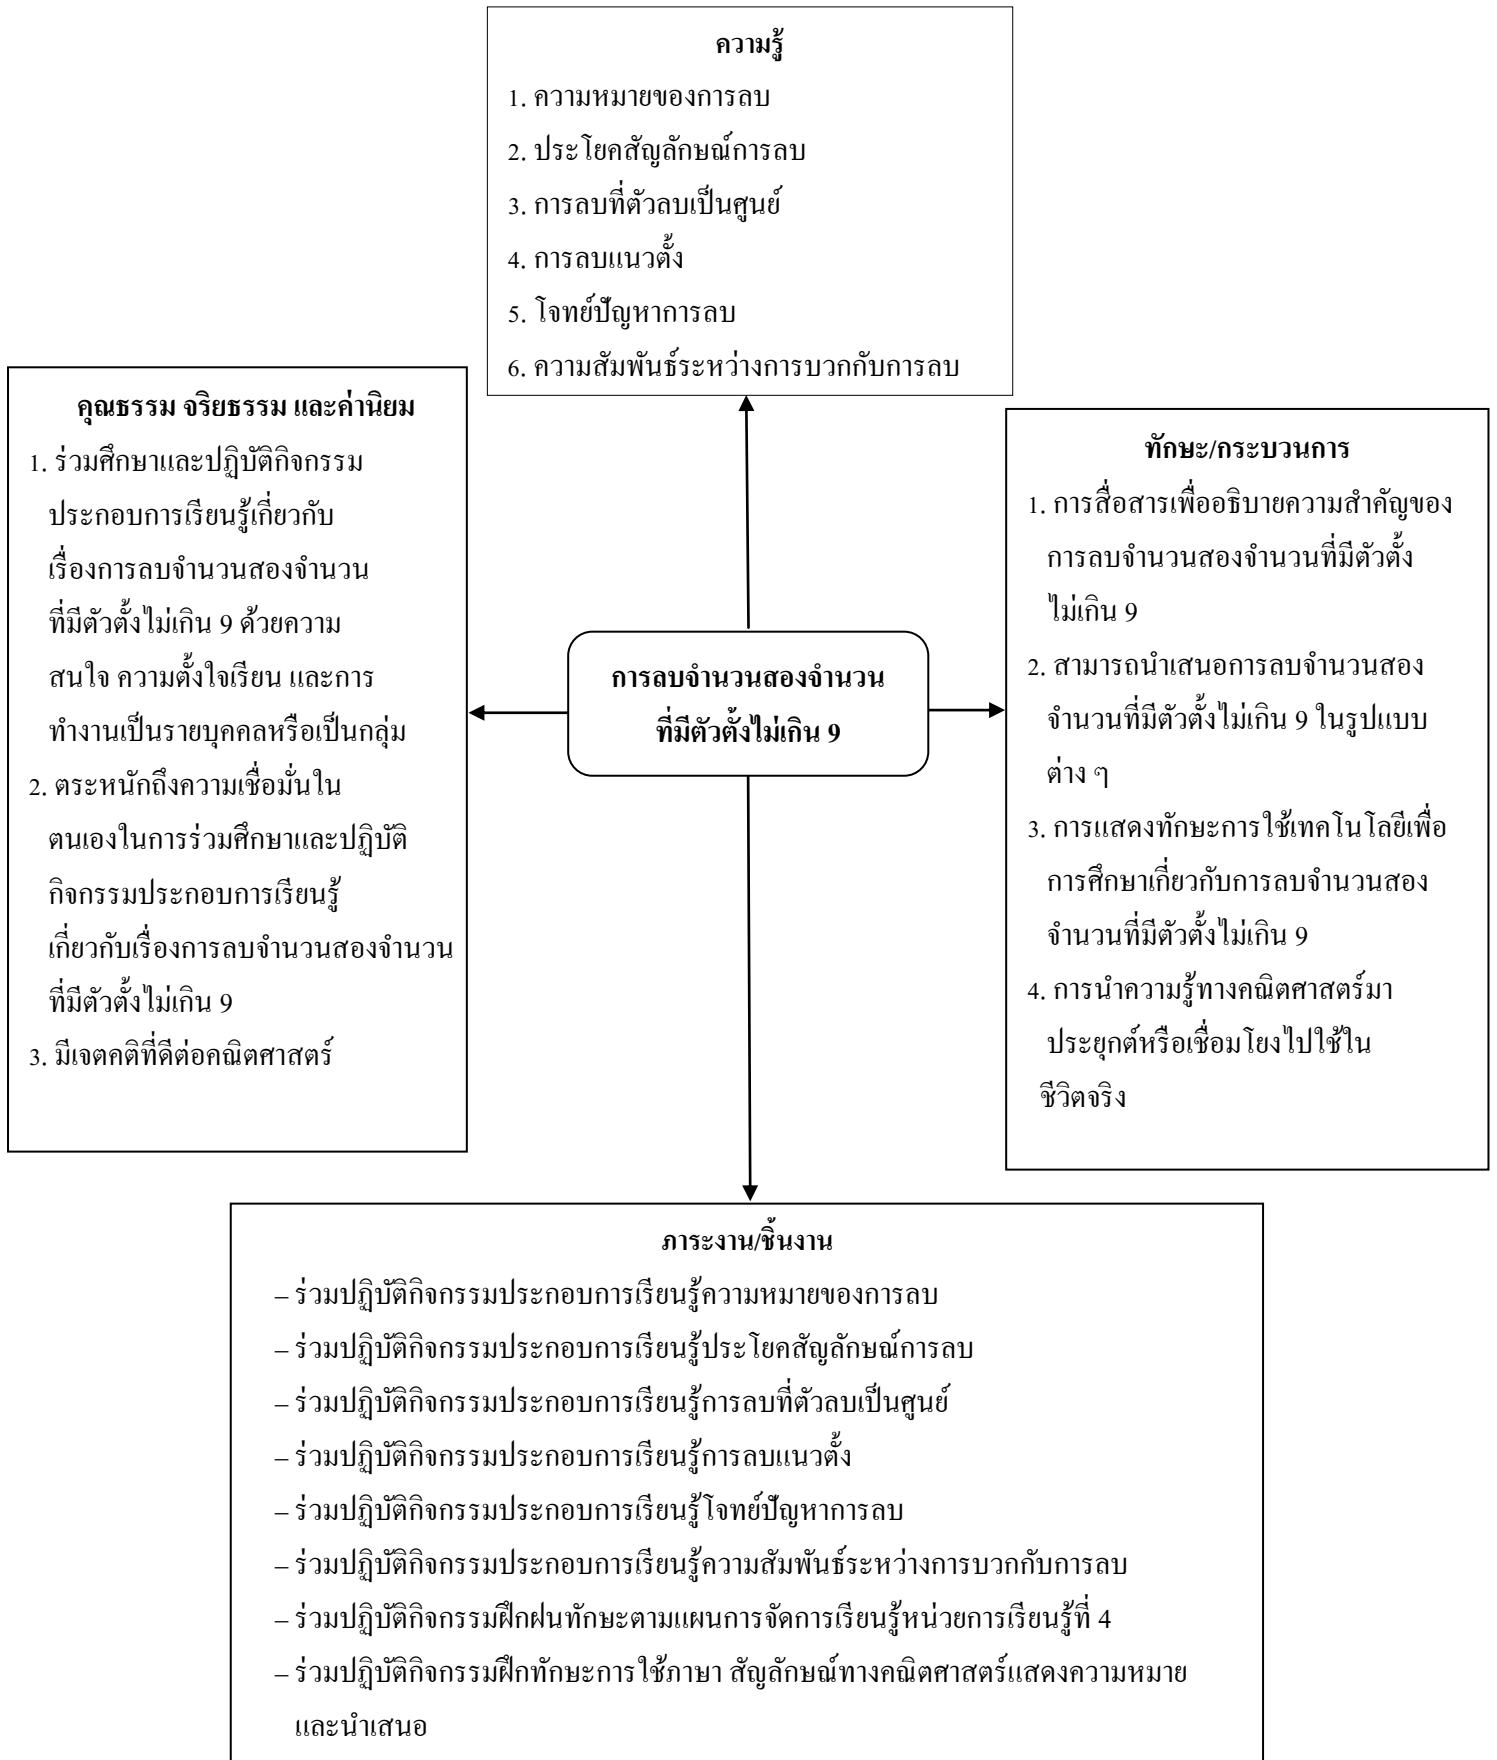 ความรู้
1. ความหมายของการลบ
2. ประโยคสัญลักษณ์การลบ
3. การลบที่ตัวลบเป็นศูนย์
4. การลบแนวตั้ง
5. โจทย์ปัญหาการลบ
6. ความสัมพันธ์ระหว่างการบวกกับการลบ
คุณธรรม จริยธรรม และค่านิยม
1. ร่วมศึกษาและปฏิบัติกิจกรรม
ประกอบการเรียนรู้เกี่ยวกับ
เรื่องการลบจำนวนสองจำนวน
ที่มีตัวตั้งไม่เกิน 9 ด้วยความ
สนใจ ความตั้งใจเรียน และการ
ทำงานเป็นรายบุคคลหรือเป็นกลุ่ม
2. ตระหนักถึงความเชื่อมั่นใน
ตนเองในการร่วมศึกษาและปฏิบัติ
กิจกรรมประกอบการเรียนรู้
เกี่ยวกับเรื่องการลบจำนวนสองจำนวน
ที่มีตัวตั้งไม่เกิน 9
3. มีเจตคติที่ดีต่อคณิตศาสตร์
การลบจำนวนสองจำนวน
ที่มีตัวตั้งไม่เกิน 9
ทักษะ/กระบวนการ
1. การสื่อสารเพื่ออธิบายความสำคัญของ
การลบจำนวนสองจำนวนที่มีตัวตั้ง
ไม่เกิน 9
2. สามารถนำเสนอการลบจำนวนสอง
จำนวนที่มีตัวตั้งไม่เกิน 9 ในรูปแบบ
ต่าง ๆ
3. การแสดงทักษะการใช้เทคโนโลยีเพื่อ
การศึกษาเกี่ยวกับการลบจำนวนสอง
จำนวนที่มีตัวตั้งไม่เกิน 9
4. การนำความรู้ทางคณิตศาสตร์มา
ประยุกต์หรือเชื่อมโยงไปใช้ใน
ชีวิตจริง
ภาระงาน/ชิ้นงาน
– ร่วมปฏิบัติกิจกรรมประกอบการเรียนรู้ความหมายของการลบ
– ร่วมปฏิบัติกิจกรรมประกอบการเรียนรู้ประโยคสัญลักษณ์การลบ
– ร่วมปฏิบัติกิจกรรมประกอบการเรียนรู้การลบที่ตัวลบเป็นศูนย์
– ร่วมปฏิบัติกิจกรรมประกอบการเรียนรู้การลบแนวตั้ง
– ร่วมปฏิบัติกิจกรรมประกอบการเรียนรู้โจทย์ปัญหาการลบ
– ร่วมปฏิบัติกิจกรรมประกอบการเรียนรู้ความสัมพันธ์ระหว่างการบวกกับการลบ
– ร่วมปฏิบัติกิจกรรมฝึกฝนทักษะตามแผนการจัดการเรียนรู้หน่วยการเรียนรู้ที่ 4
– ร่วมปฏิบัติกิจกรรมฝึกทักษะการใช้ภาษา สัญลักษณ์ทางคณิตศาสตร์แสดงความหมาย
และนำเสนอ